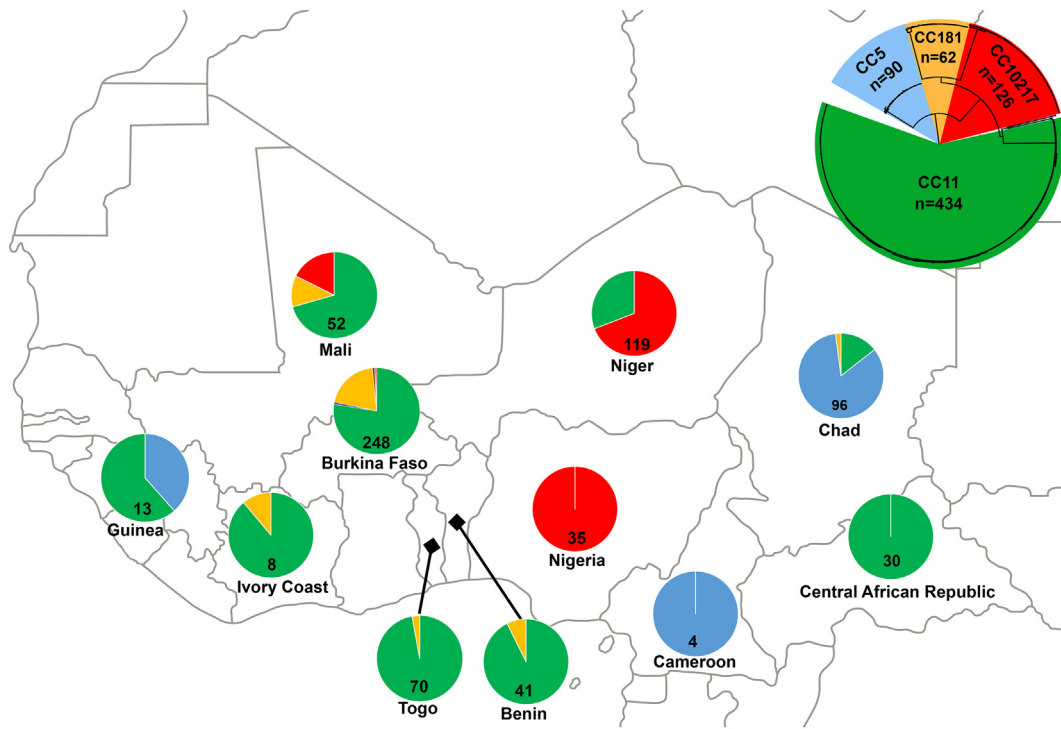 CC5
n=90
CC181
n=62
CC10217
n=126
CC11
n=434
52
Mali
119
Niger
96
Chad
248
Burkina Faso
13
Guinea
8
Ivory Coast
35
Nigeria
30
Central African Republic
4
Cameroon
70
Togo
41
Benin